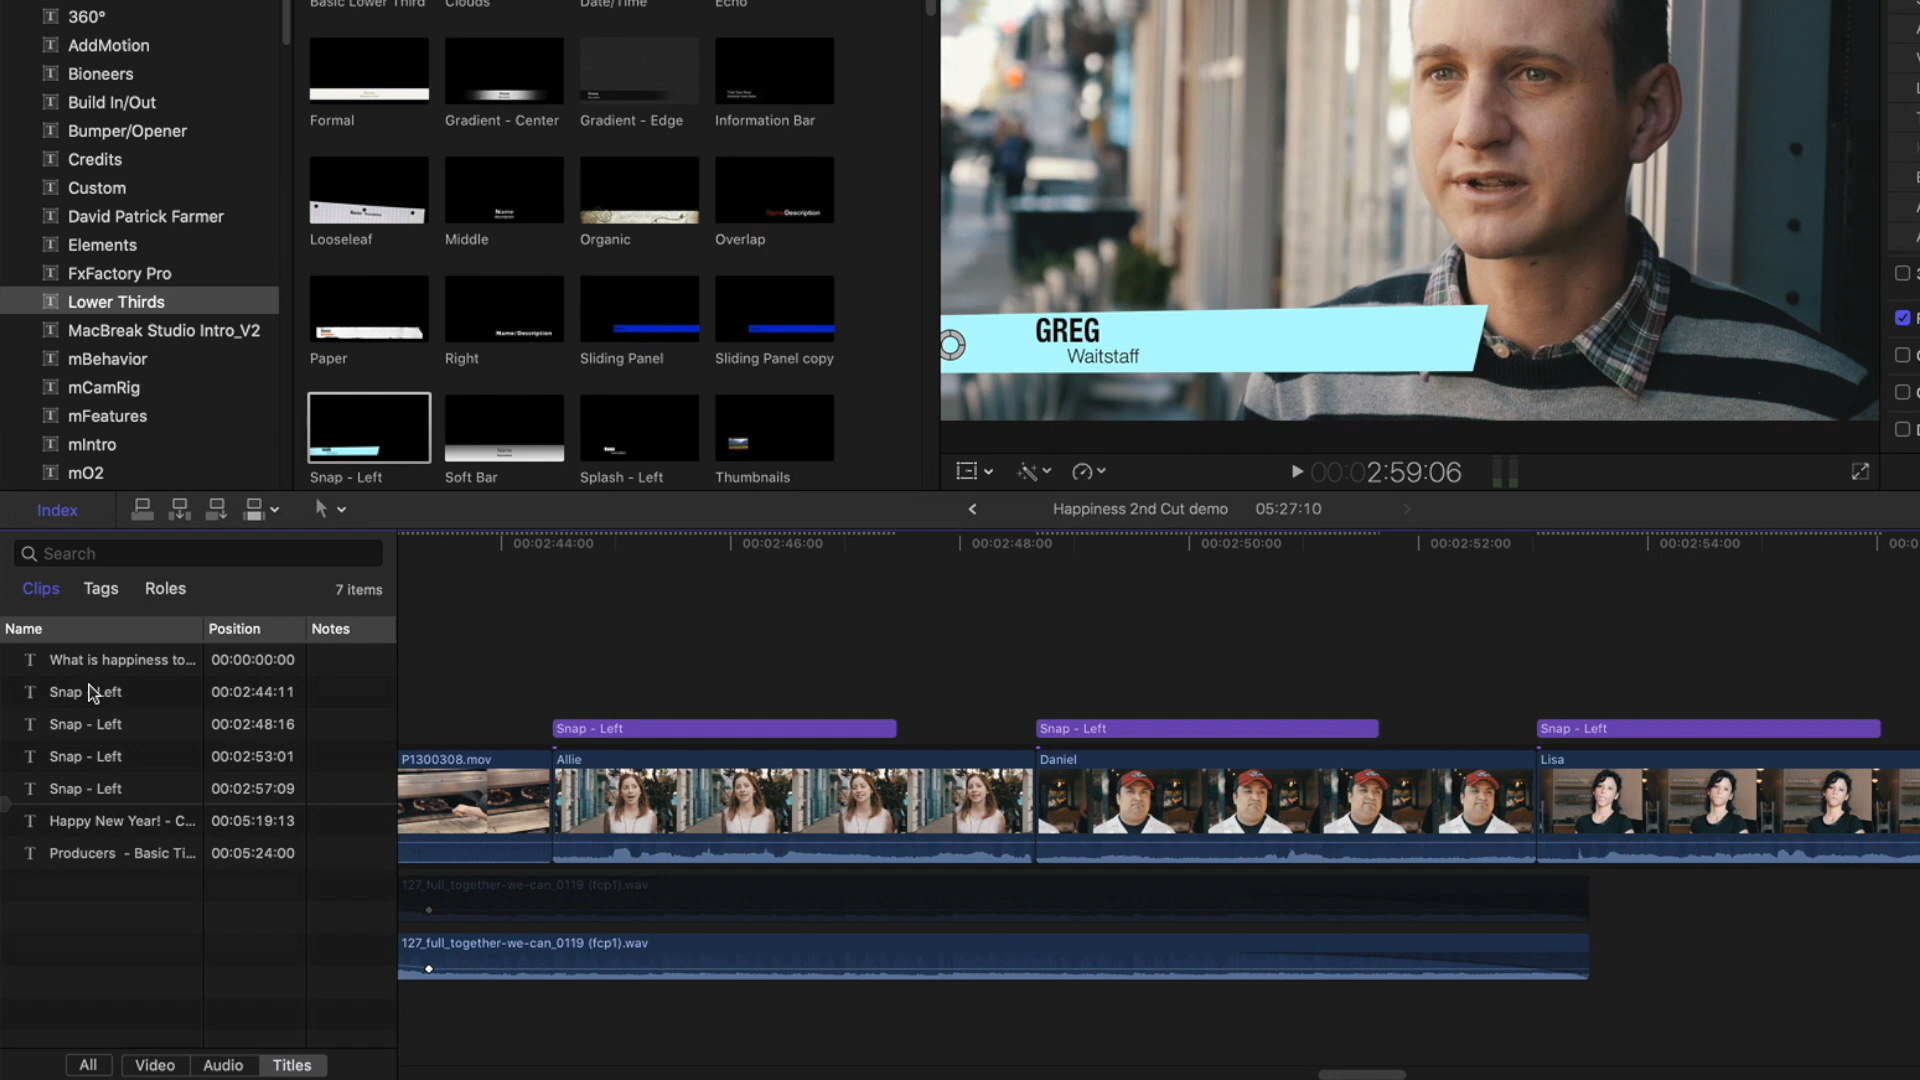 Basic Lower Third
Clouds
Date/Time
Echo
360°
AddMotion
Bioneers
Build In/Out
Bumper/Opener
Credits
Custom
David Patrick Farmer
Elements
FxFactory Pro
Lower Thirds
MacBreak Studio Intro_V2
mBehavior
mCamRig
mFeatures
mIntro
mO2
Formal
Gradient - Center
Gradient - Edge
Information Bar
Name
Looseleaf
Middle
Organic
NameDescription
Overlap
Paper
Name/Description
Right
Sliding Panel
Sliding Panel copy
Snap - Left
Soft Bar
Splash - Left
Thumbnails
GREG
Waitstaff
00:02:59:06
Index
Happiness 2nd Cut demo
05:27:10
Search
Clips
Tags
Roles
7 items
Name
Position
Notes
What is happiness to...
00:00:00:00
Snap - Left
00:02:44:11
Snap - Left
00:02:48:16
Snap - Left
00:02:53:01
Snap - Left
00:02:57:09
Happy New Year! - C...
00:05:19:13
Producers - Basic Ti...
00:05:24:00
All
Video
Audio
Titles
00:02:44:00
00:02:46:00
00:02:48:00
00:02:50:00
00:02:52:00
00:02:54:00
00:0
Snap - Left
Snap - Left
Snap - Left
P1300308.mov
Allie
Daniel
Lisa
127_full_together-we-can_0119 (fcp1).wav
127_full_together-we-can_0119 (fcp1).wav